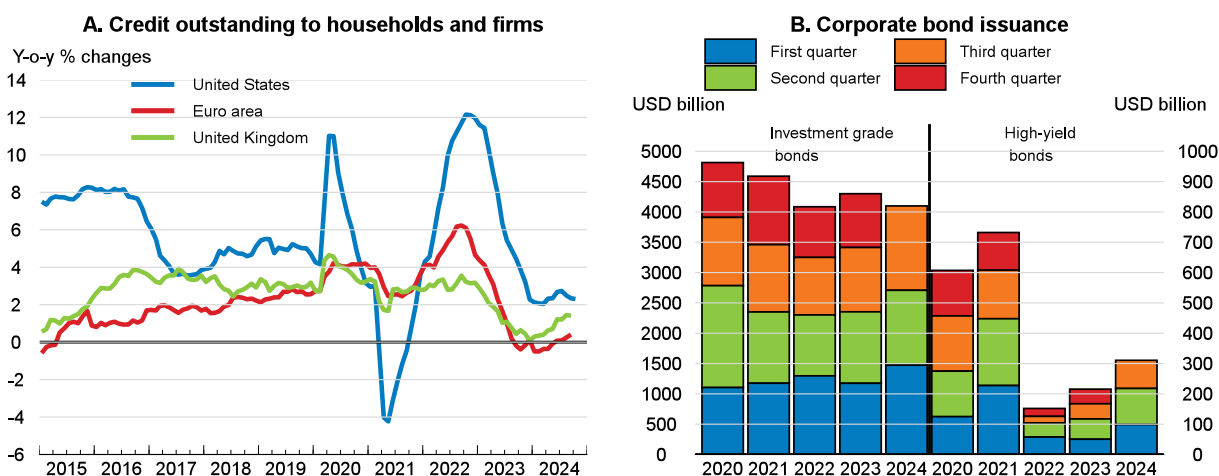 A. Credit outstanding to households and firms
Y-o-y % changes
United States
Euro area
United Kingdom
14
12
10
8
6
4
2
0
-2
-4
-6
2015 2016 2017 2018 2019 2020 2021 2022 2023 2024
B. Corporate bond issuance
First quarter
Third quarter
Second quarter
Fourth quarter
USD billion
USD billion
Investment grade
bonds
High-yield
bonds
5000
4500
4000
3500
3000
2500
2000
1500
1000
500
0
1000
900
800
700
600
500
400
300
200
100
0
2020 2021 2022 2023 2024 2020 2021 2022 2023 2024